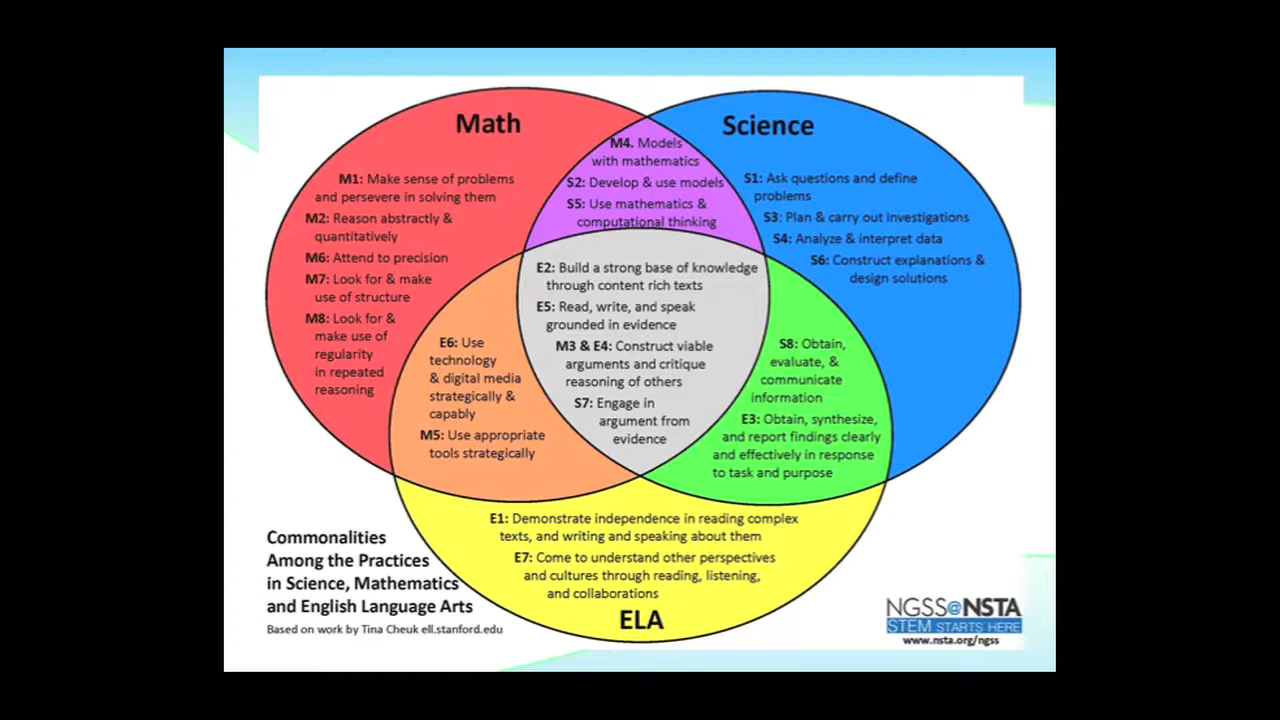 Math
Science
M1: Make sense of problems
and persevere in solving them
M2: Reason abstractly &
quantitatively
M6: Attend to precision
M7: Look for & make
use of structure
M8: Look for &
make use of
regularity
in repeated
reasoning
M4. Models
with mathematics
S2: Develop & use models
S5: Use mathematics &
computational thinking
S1: Ask questions and define
problems
S3: Plan & carry out investigations
S4: Analyze & interpret data
S6: Construct explanations &
design solutions
E2: Build a strong base of knowledge
through content rich texts
E5: Read, write, and speak
grounded in evidence
M3 & E4: Construct viable
arguments and critique
reasoning of others
S7: Engage in
argument from
evidence
E6: Use
technology
& digital media
strategically &
capably
M5: Use appropriate
tools strategically
S8: Obtain,
evaluate, &
communicate
information
E3: Obtain, synthesize,
and report findings clearly
and effectively in response
to task and purpose
E1: Demonstrate independence in reading complex
texts, and writing and speaking about them
E7: Come to understand other perspectives
and cultures through reading, listening,
and collaborations
ELA
Commonalities
Among the Practices
in Science, Mathematics
and English Language Arts
Based on work by Tina Cheuk ell.stanford.edu
NGSS@NSTA
STEM STARTS HERE
www.nsta.org/ngss